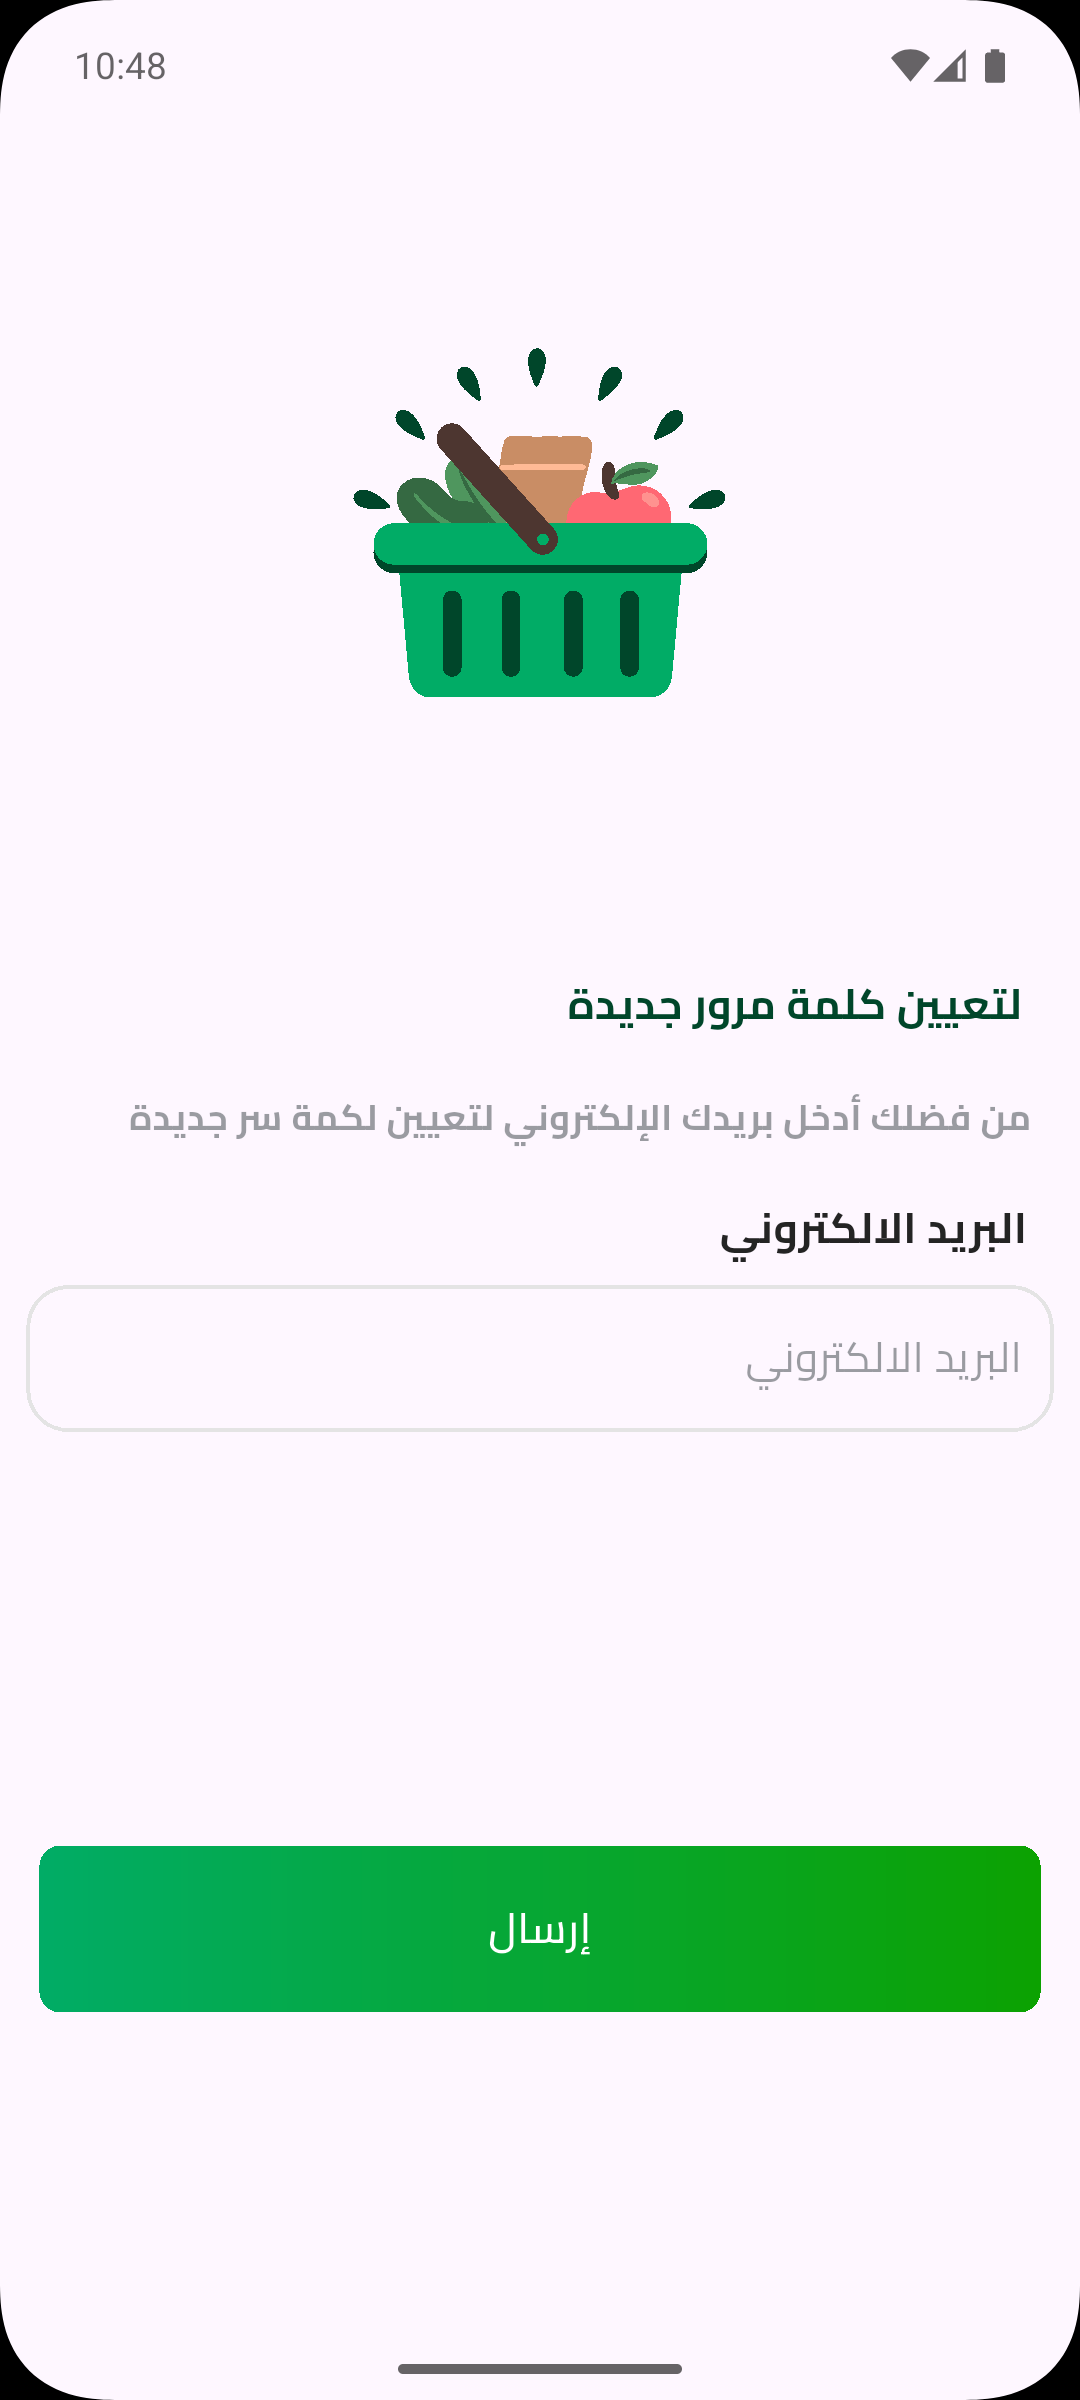 10:48
لتعيين كلمة مرور جديدة
من فضلك أدخل بريدك الإلكتروني لتعيين لكمة سر جديدة
البريد الالكتروني
البريد الالكتروني
إرسال